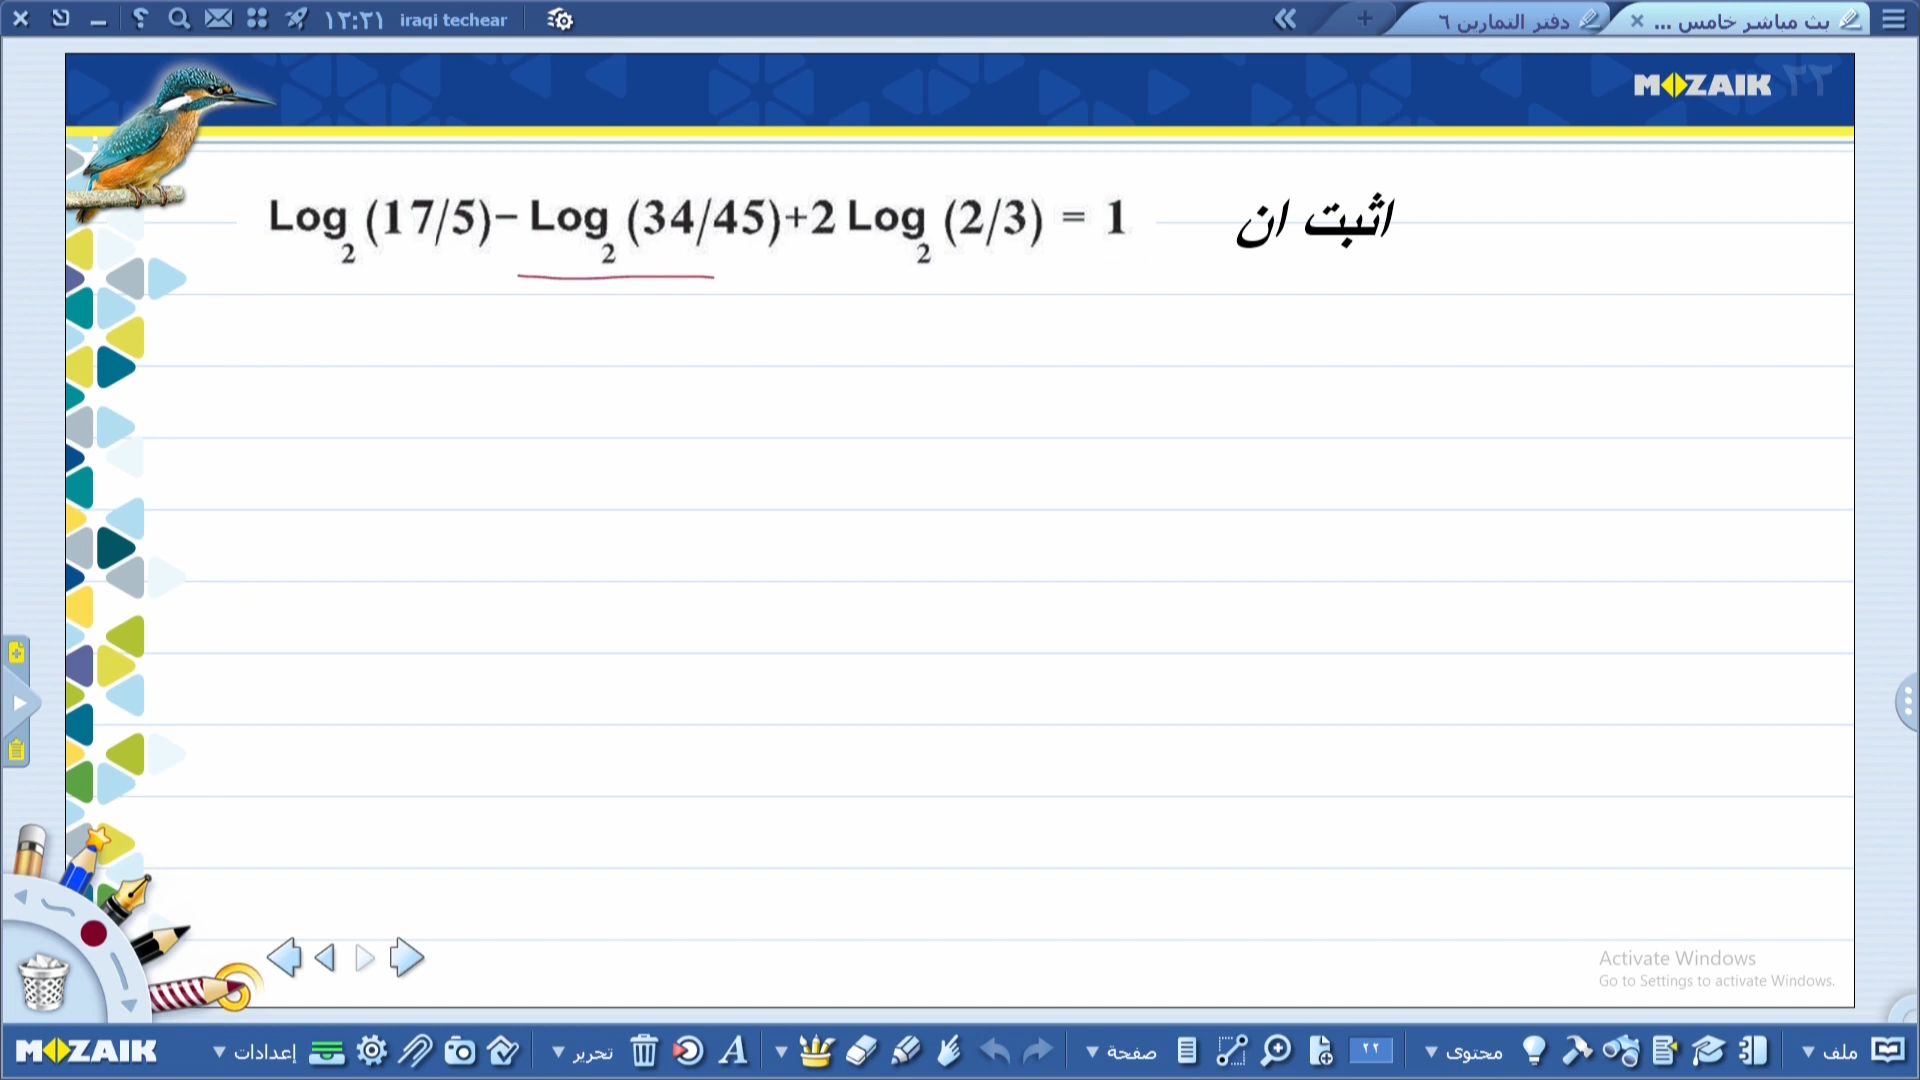 ١٣:٢١ iraqi techear
دفتر التمارين ٦
بث مباشر خامس ...
MOZAIK ٢٢
Log₂(17/5)− Log₂(34/45)+2 Log₂(2/3) = 1 اثبت ان
Activate Windows
Go to Settings to activate Windows.
MOZAIK إعدادات تحرير صفحة ٢٢ محتوى ملف